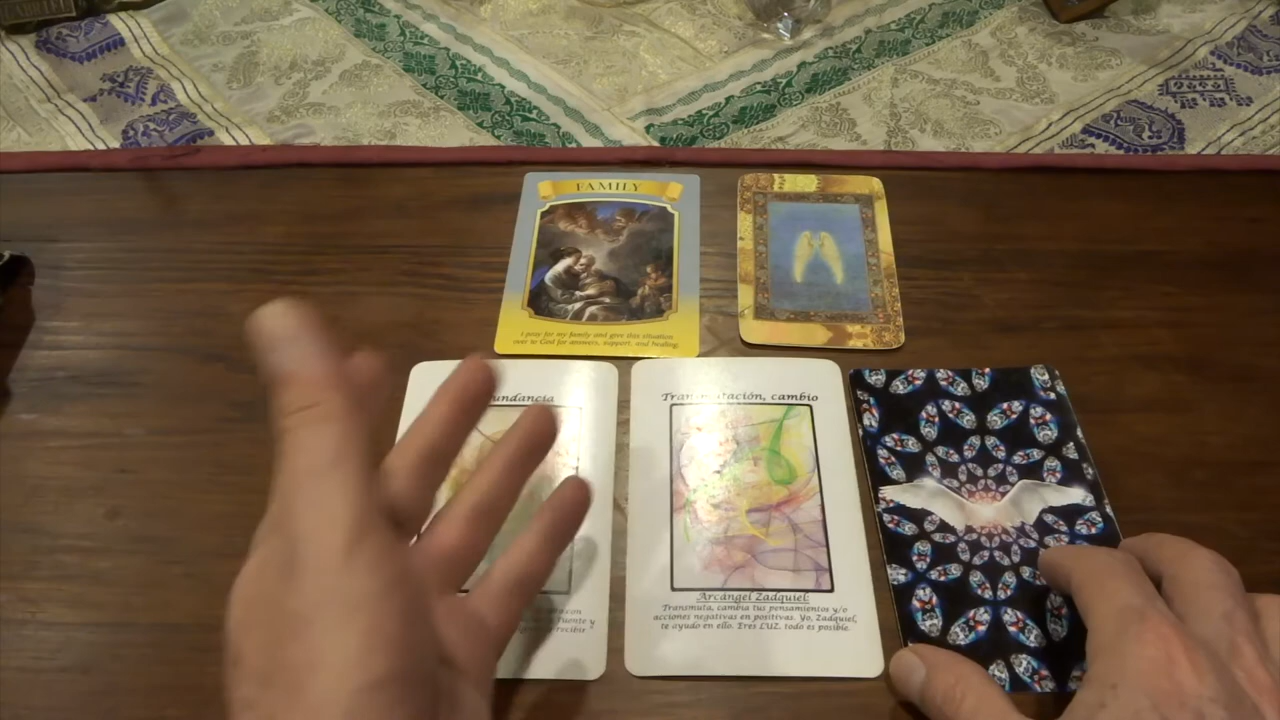 GABRIEL
FAMILY
I pray for my family and give this situation
over to God for answers, support, and healing.
Transmutación, cambio
Arcángel Zadquiel:
Transmuta, cambia tus pensamientos y/o
acciones negativas en positivas. Yo, Zadquiel,
te ayudo en ello. Eres LUZ, todo es posible.